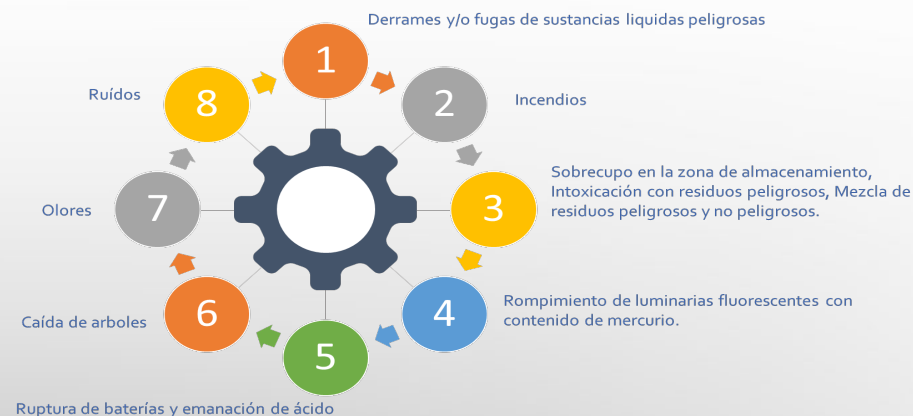 1
Derrames y/o fugas de sustancias liquidas peligrosas
2
Incendios
3
Sobrecupo en la zona de almacenamiento,
Intoxicación con residuos peligrosos, Mezcla de
residuos peligrosos y no peligrosos.
4
Rompimiento de luminarias fluorescentes con
contenido de mercurio.
5
Ruptura de baterías y emanación de ácido
6
Caída de arboles
7
Olores
8
Ruídos